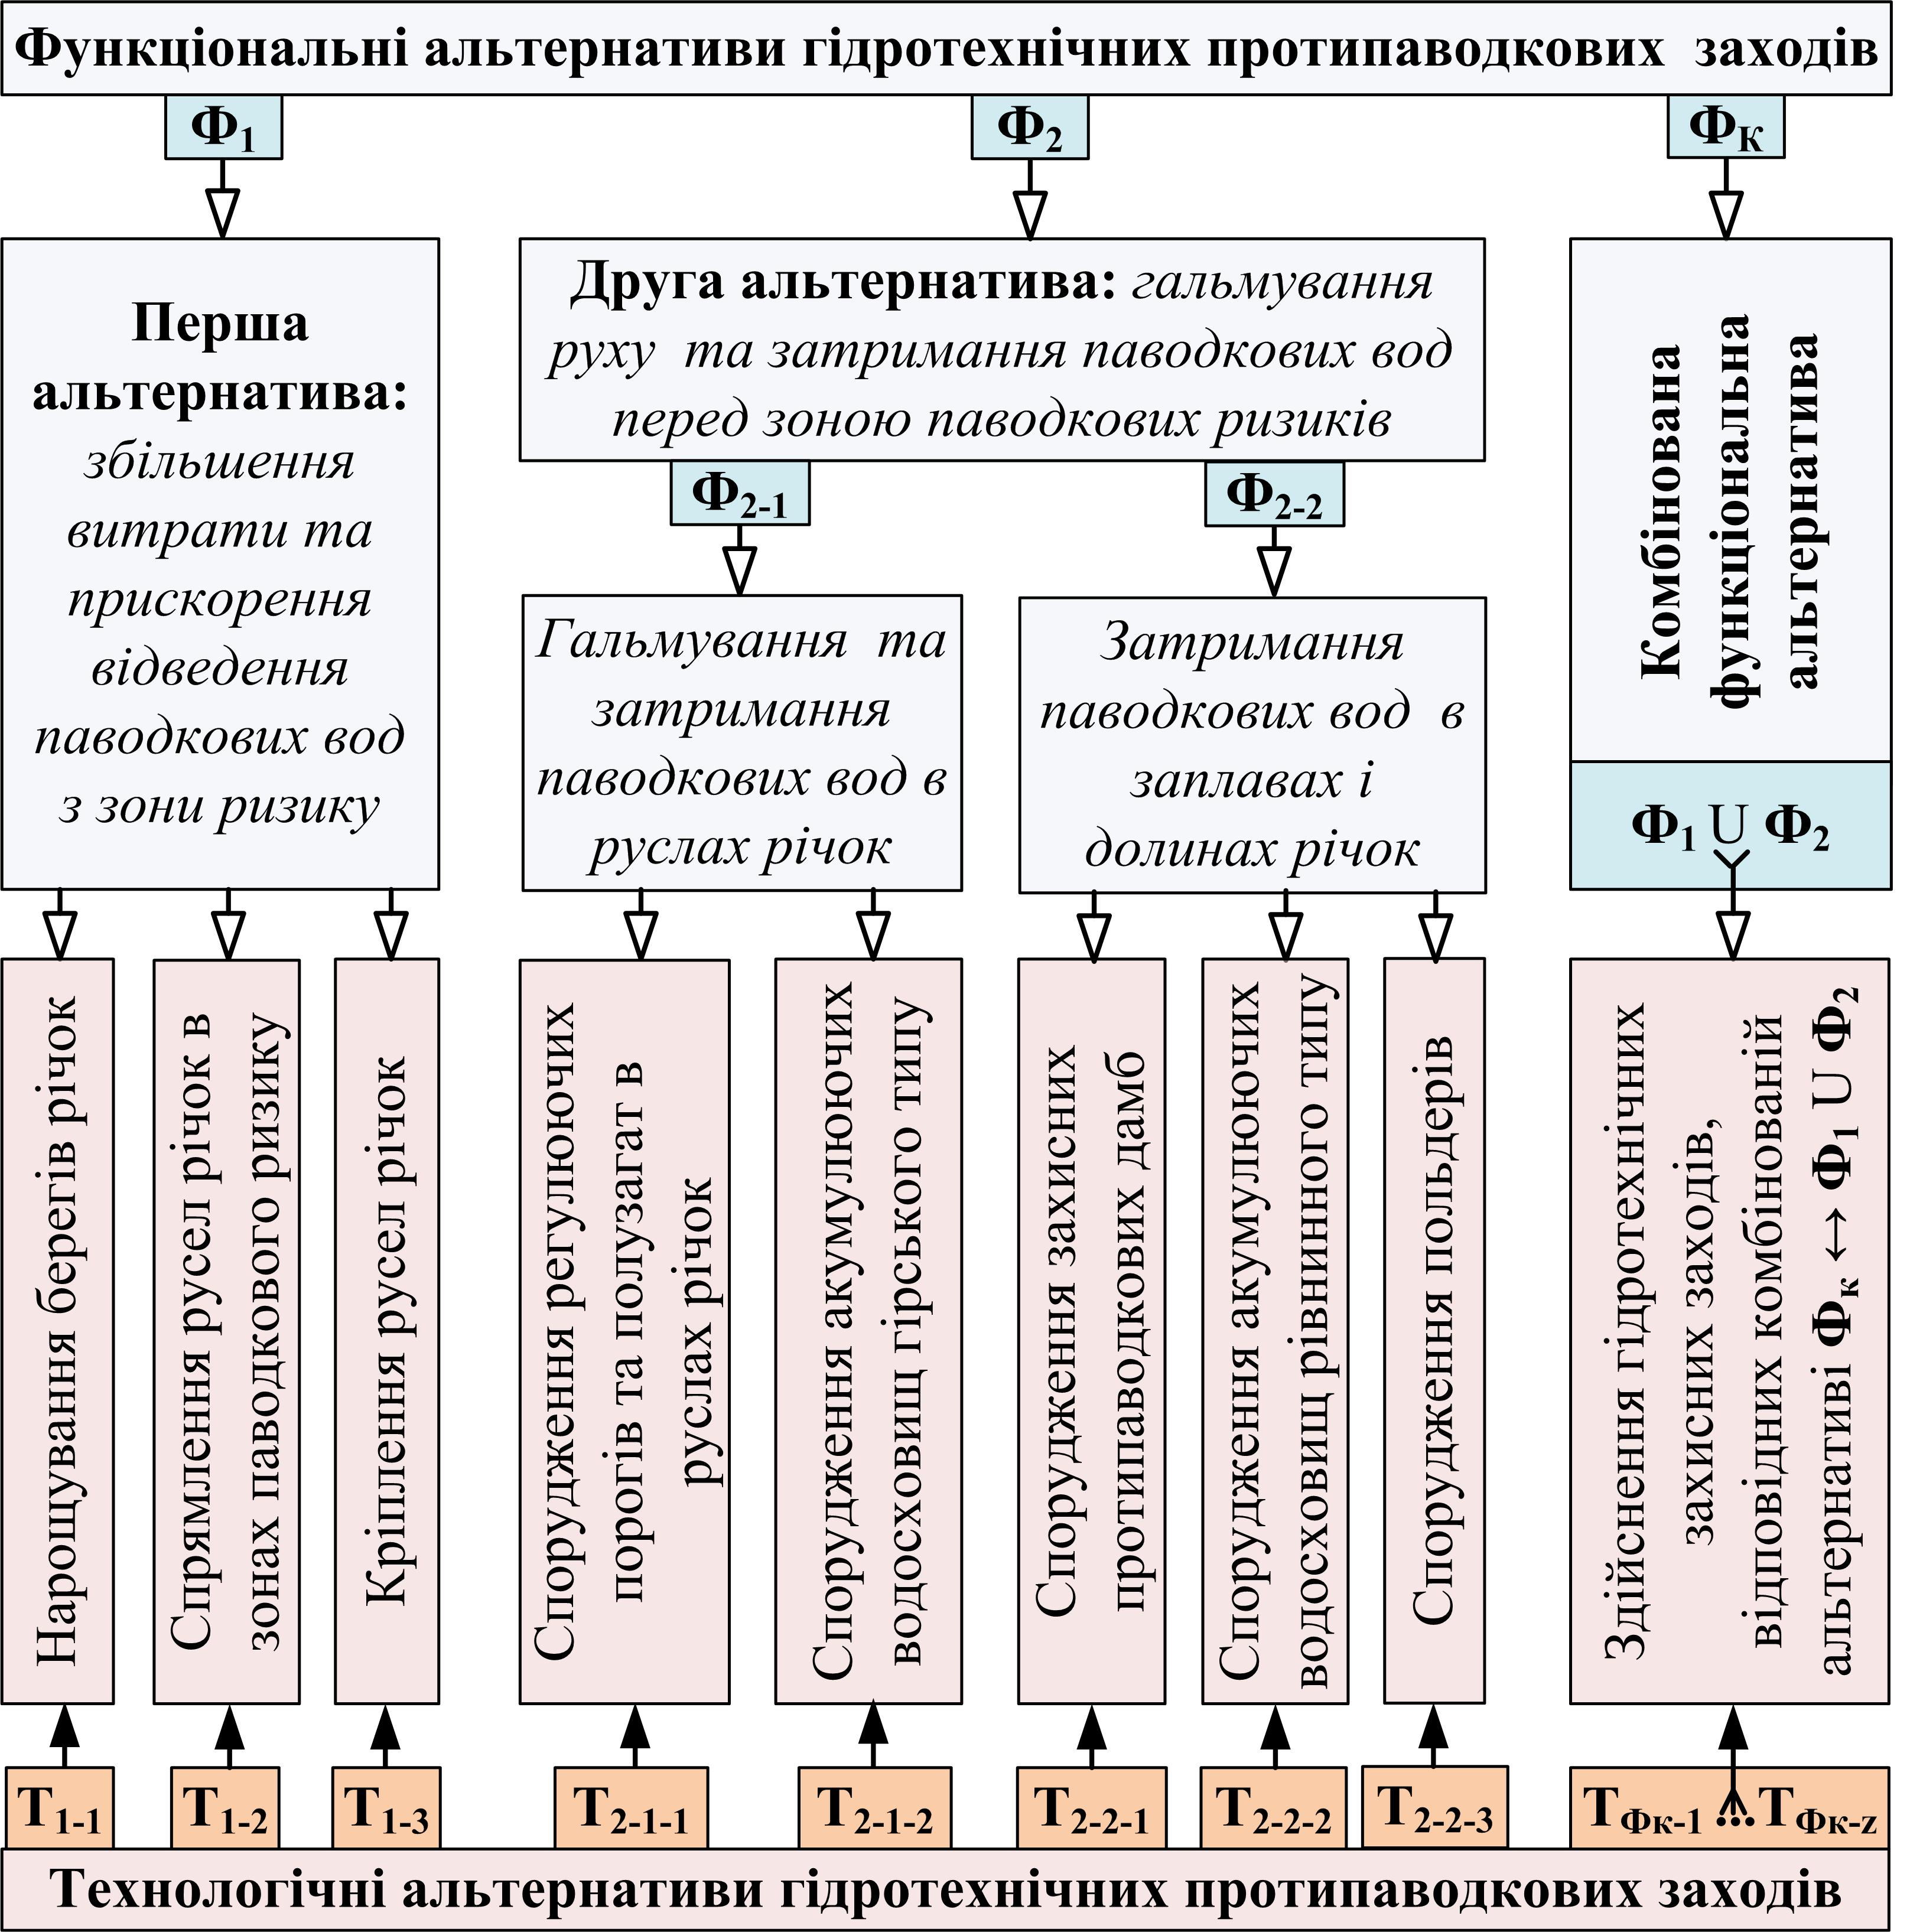 Функціональні альтернативи гідротехнічних протипаводкових заходів
Ф1
Ф2
ФК
Перша
альтернатива:
збільшення
витрати та
прискорення
відведення
паводкових вод
з зони ризику
Друга альтернатива: гальмування
руху та затримання паводкових вод
перед зоною паводкових ризиків
Ф2-1
Ф2-2
Гальмування та
затримання
паводкових вод в
руслах річок
Затримання
паводкових вод в
заплавах і
долинах річок
Комбінована
функціональна
альтернатива
Ф1 U Ф2
Нарощування берегів річок
Спрямлення русел річок в
зонах паводкового ризику
Кріплення русел річок
Спорудження регулюючих
порогів та полузагат в
руслах річок
Спорудження акумулюючих
водосховищ гірського типу
Спорудження захисних
протипаводкових дамб
Спорудження акумулюючих
водосховищ рівнинного типу
Спорудження польдерів
Здійснення гідротехнічних
захисних заходів,
відповідних комбінованій
альтернативі Фк ↔ Ф1 U Ф2
Т1-1
Т1-2
Т1-3
Т2-1-1
Т2-1-2
Т2-2-1
Т2-2-2
Т2-2-3
ТФк-1 ... ТФк-z
Технологічні альтернативи гідротехнічних протипаводкових заходів